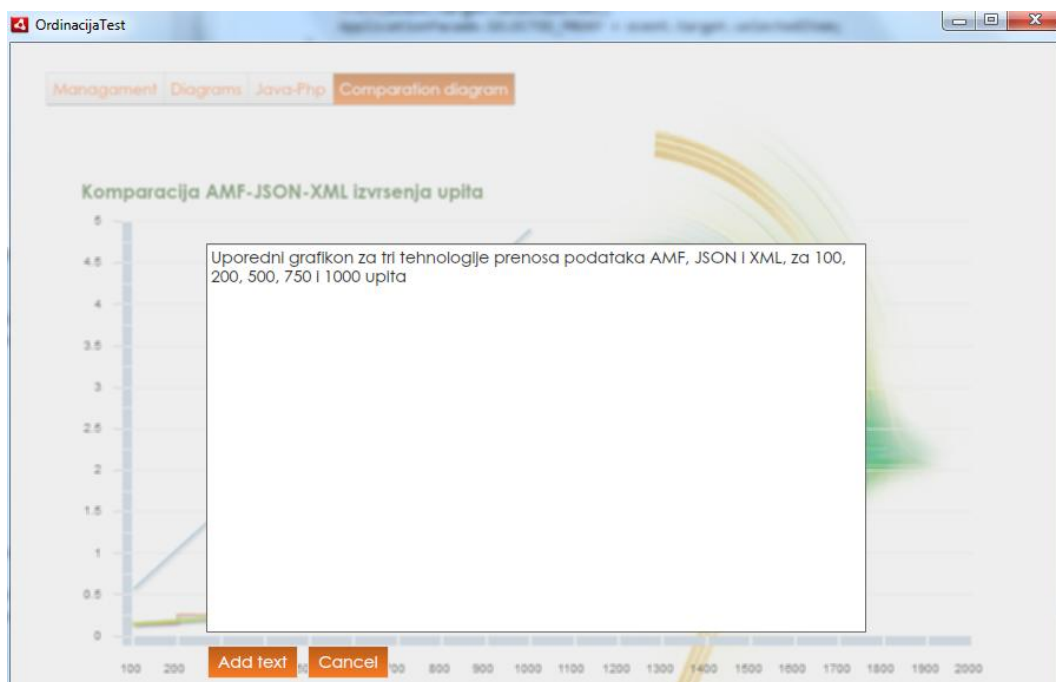 OrdinacijaTest
Managament Diagrams Java-Php Comparation diagram
Komparacija AMF-JSON-XML izvrsenja upita
5
4.5
4
3.5
3
2.5
2
1.5
1
0.5
0
Uporedni grafikon za tri tehnologije prenosa podataka AMF, JSON i XML, za 100,
200, 500, 750 i 1000 upita
Add text Cancel
100 200 800 900 1000 1100 1200 1300 1400 1500 1600 1700 1800 1900 2000